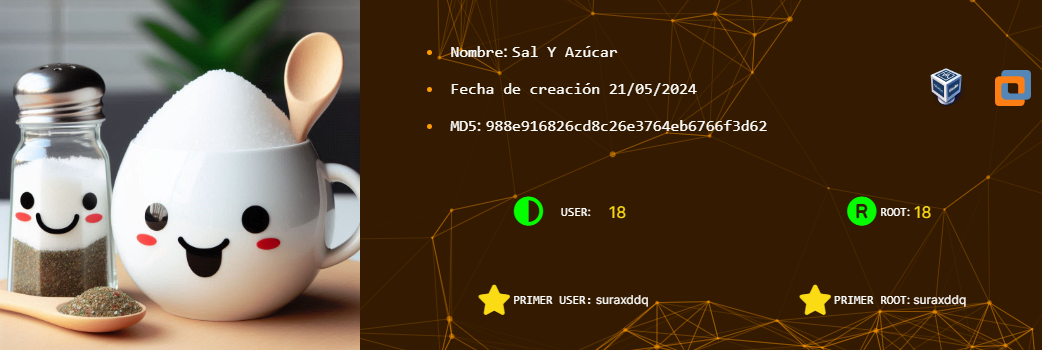 Nombre: Sal Y Azúcar
Fecha de creación 21/05/2024
MD5: 988e916826cd8c26e3764eb6766f3d62
USER: 18
R ROOT: 18
PRIMER USER: suraxddq
PRIMER ROOT: suraxddq